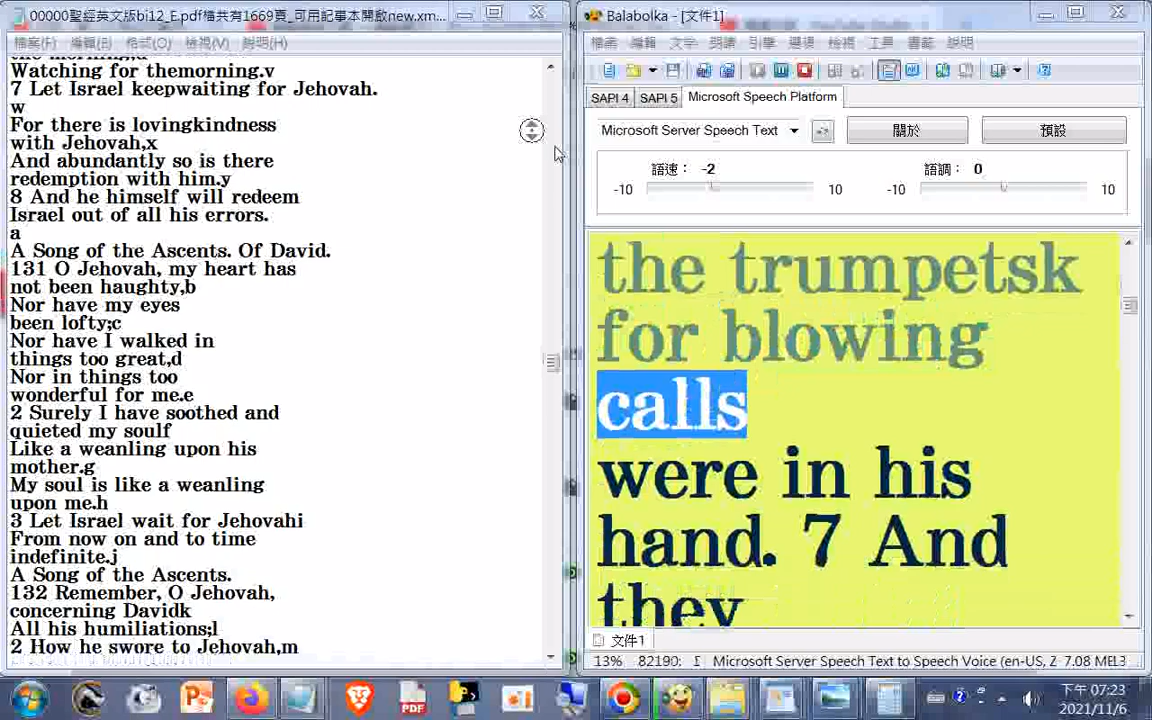 00000聖經英文版bi12_E.pdf檔共有1669頁_可用記事本開啟new.xm...
檔案(F) 編輯(E) 格式(O) 檢視(V) 說明(H)
Watching for themorning.v
7 Let Israel keepwaiting for Jehovah.
w
For there is lovingkindness
with Jehovah,x
And abundantly so is there
redemption with him.y
8 And he himself will redeem
Israel out of all his errors.
a
A Song of the Ascents. Of David.
131 O Jehovah, my heart has
not been haughty,b
Nor have my eyes
been lofty;c
Nor have I walked in
things too great,d
Nor in things too
wonderful for me.e
2 Surely I have soothed and
quieted my soulf
Like a weanling upon his
mother.g
My soul is like a weanling
upon me.h
3 Let Israel wait for Jehovahi
From now on and to time
indefinite.j
A Song of the Ascents.
132 Remember, O Jehovah,
concerning Davidk
All his humiliations;l
2 How he swore to Jehovah,m
Balabolka - [文件1]
檔案 編輯 文字 朗讀 引擎 選項 檢視 工具 書籤 說明
SAPI 4 SAPI 5 Microsoft Speech Platform
Microsoft Server Speech Text 關於 預設
語速： -2 語調： 0
-10 10 -10 10
the trumpetsk
for blowing
calls
were in his
hand. 7 And
they
文件1
13% 82190: Microsoft Server Speech Text to Speech Voice (en-US, Z 7.08 MEL3
PDF
下午 07:23
2021/11/6